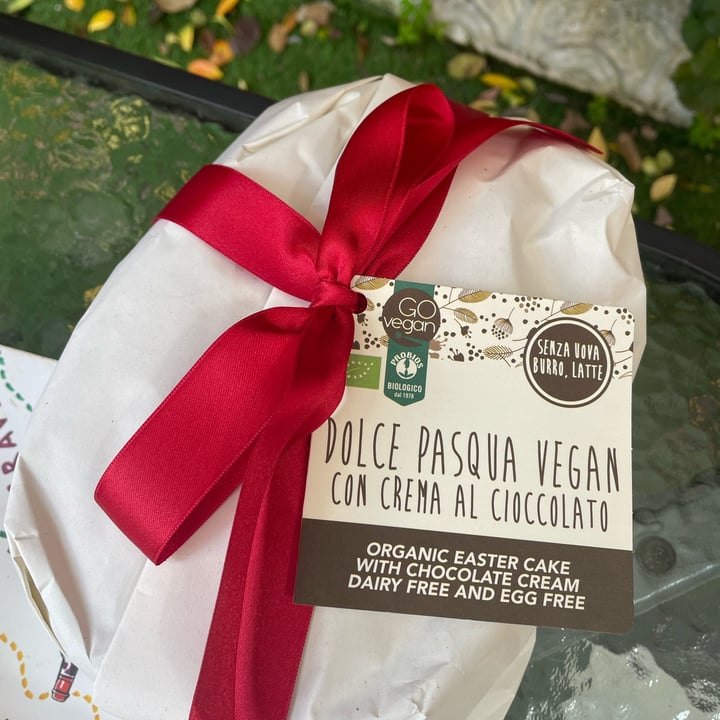 GO
vegan
PROBIOS
BIOLOGICO
dal 1978
SENZA UOVA
BURRO, LATTE
DOLCE PASQUA VEGAN
CON CREMA AL CIOCCOLATO
ORGANIC EASTER CAKE
WITH CHOCOLATE CREAM
DAIRY FREE AND EGG FREE